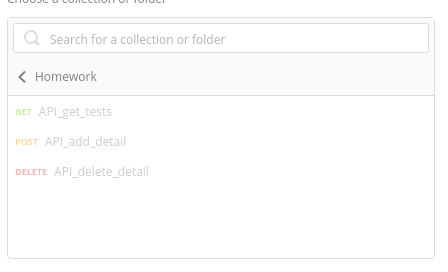 Choose a collection or folder
Search for a collection or folder
Homework
GET API_get_tests
POST API_add_detail
DELETE API_delete_detail